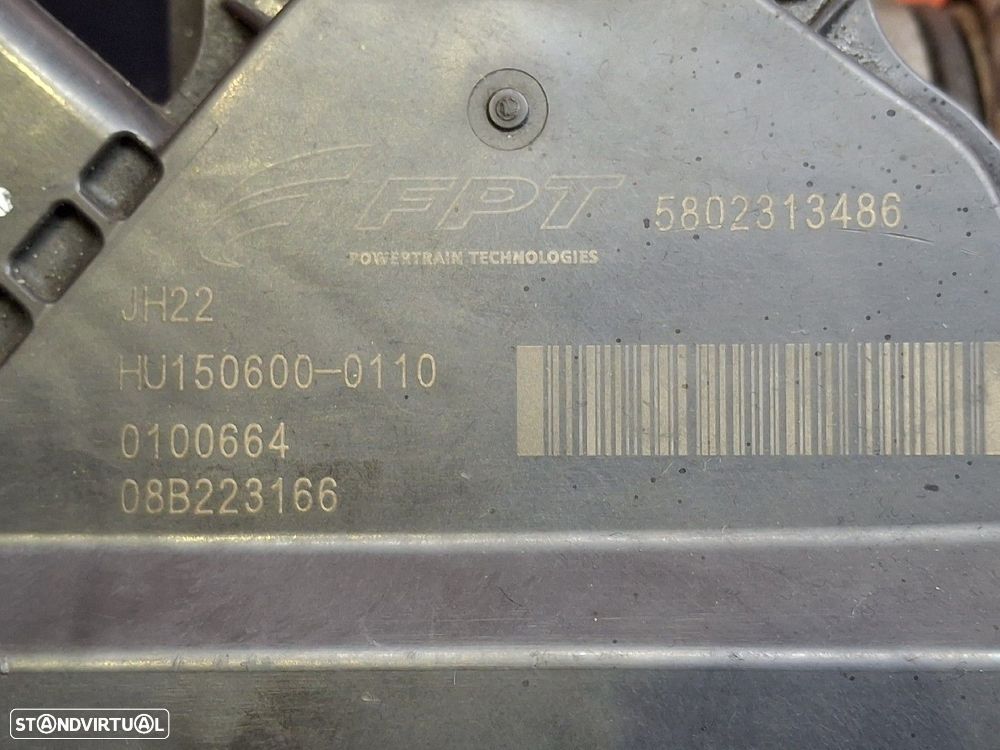 FPT 5802313486
POWERTRAIN TECHNOLOGIES
JH22
HU150600-0110
0100664
08B223166
STANDVIRTUAL